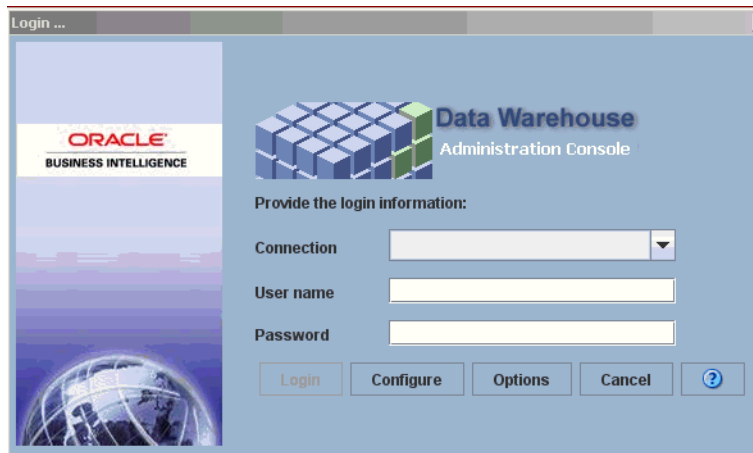 Login ...
ORACLE
BUSINESS INTELLIGENCE
Data Warehouse
Administration Console
Provide the login information:
Connection
User name
Password
Login Configure Options Cancel ?